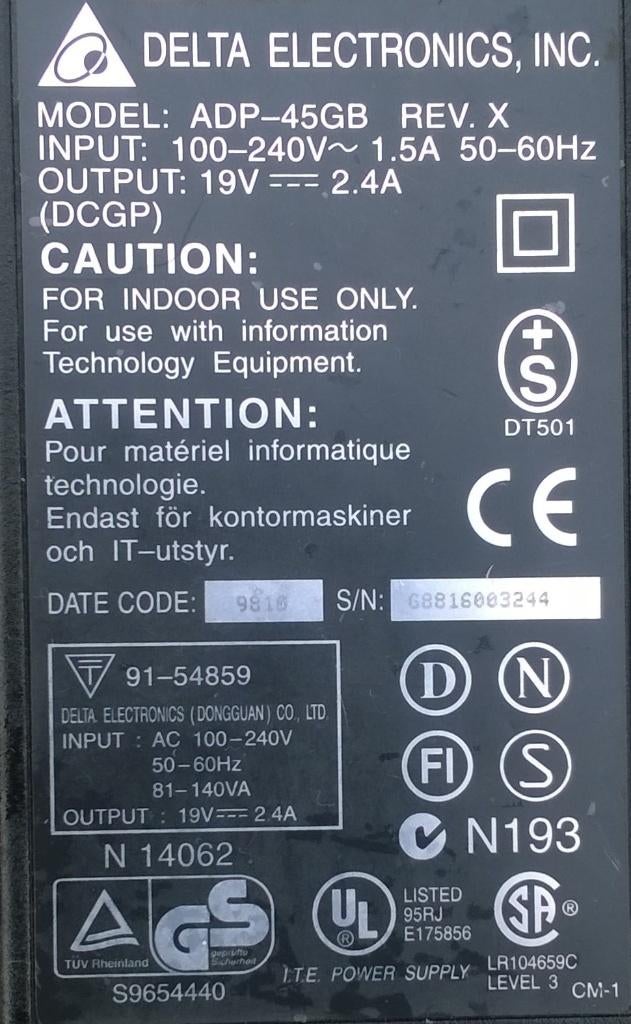 DELTA ELECTRONICS, INC.
MODEL: ADP-45GB REV. X
INPUT: 100-240V~ 1.5A 50-60Hz
OUTPUT: 19V⎓2.4A
(DCGP)
CAUTION:
FOR INDOOR USE ONLY.
For use with information
Technology Equipment.
+
S
DT501
ATTENTION:
Pour matériel informatique
technologie.
Endast för kontormaskiner
och IT-utstyr.
CE
DATE CODE: 9816 S/N: G8816003244
T 91-54859
DELTA ELECTRONICS (DONGGUAN) CO., LTD.
INPUT : AC 100-240V
50-60Hz
81-140VA
OUTPUT : 19V⎓2.4A
D N
FI S
N193
N 14062
TÜV Rheinland
GS
geprüfte
Sicherheit
S9654440
UL ®
LISTED
95RJ
E175856
SA ®
LR104659C
LEVEL 3
I.T.E. POWER SUPPLY
CM-1